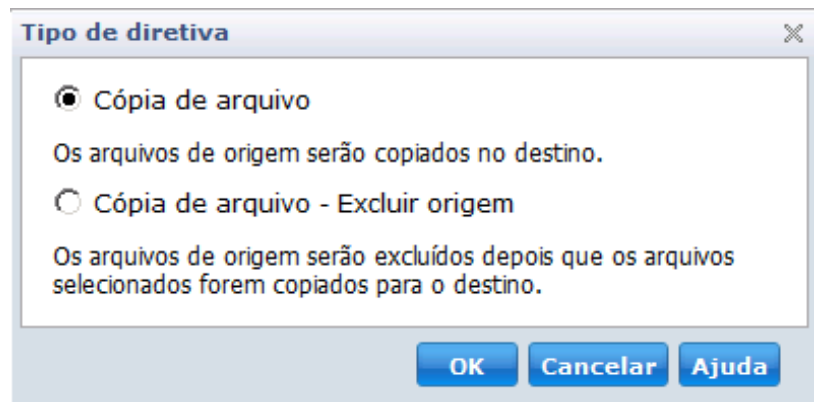 Tipo de diretiva
Cópia de arquivo
Os arquivos de origem serão copiados no destino.
Cópia de arquivo - Excluir origem
Os arquivos de origem serão excluídos depois que os arquivos
selecionados forem copiados para o destino.
OK Cancelar Ajuda